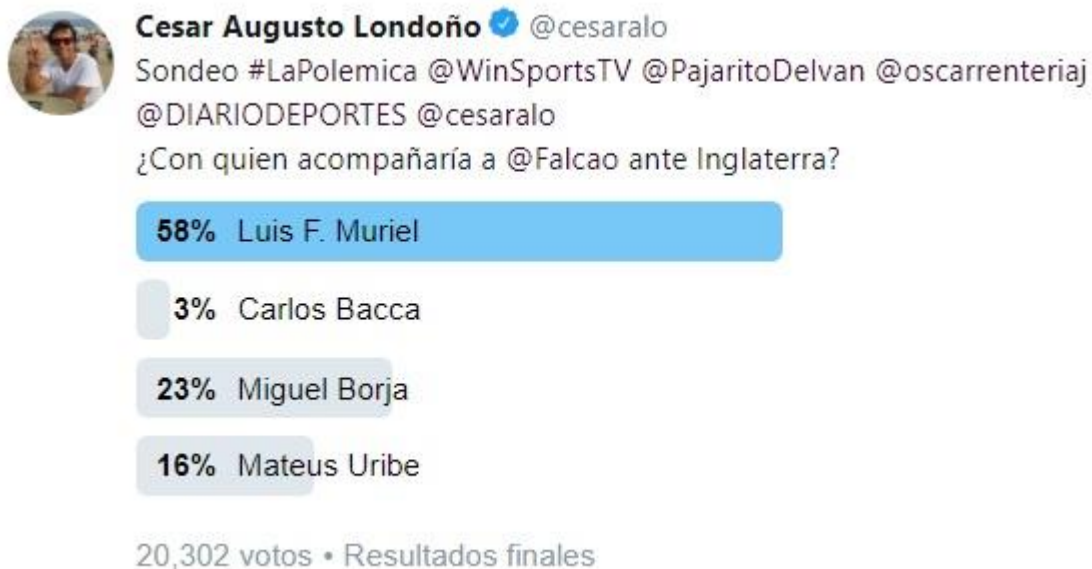 Cesar Augusto Londoño @cesaralo
Sondeo #LaPolemica @WinSportsTV @PajaritoDelvan @oscarrenteriaj
@DIARIODEPORTES @cesaralo
¿Con quien acompañaría a @Falcao ante Inglaterra?
58% Luis F. Muriel
3% Carlos Bacca
23% Miguel Borja
16% Mateus Uribe
20,302 votos • Resultados finales